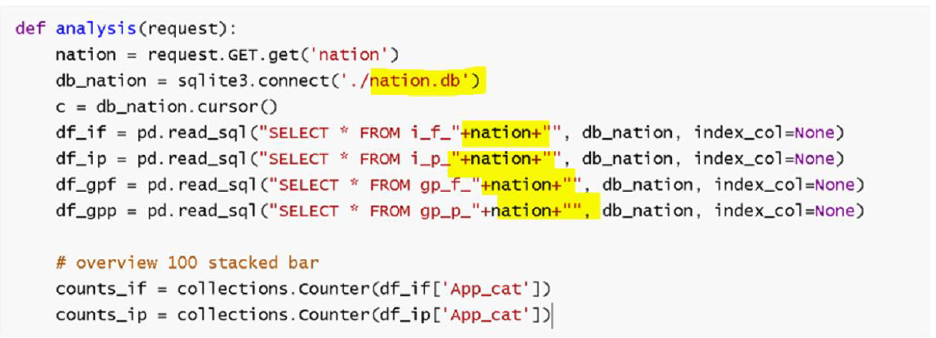 def analysis(request):
    nation = request.GET.get('nation')
    db_nation = sqlite3.connect('./nation.db')
    c = db_nation.cursor()
    df_if = pd.read_sql("SELECT * FROM i_f_"+nation+"", db_nation, index_col=None)
    df_ip = pd.read_sql("SELECT * FROM i_p_"+nation+"", db_nation, index_col=None)
    df_gpf = pd.read_sql("SELECT * FROM gp_f_"+nation+"", db_nation, index_col=None)
    df_gpp = pd.read_sql("SELECT * FROM gp_p_"+nation+"", db_nation, index_col=None)
    # overview 100 stacked bar
    counts_if = collections.Counter(df_if['App_cat'])
    counts_ip = collections.Counter(df_ip['App_cat'])